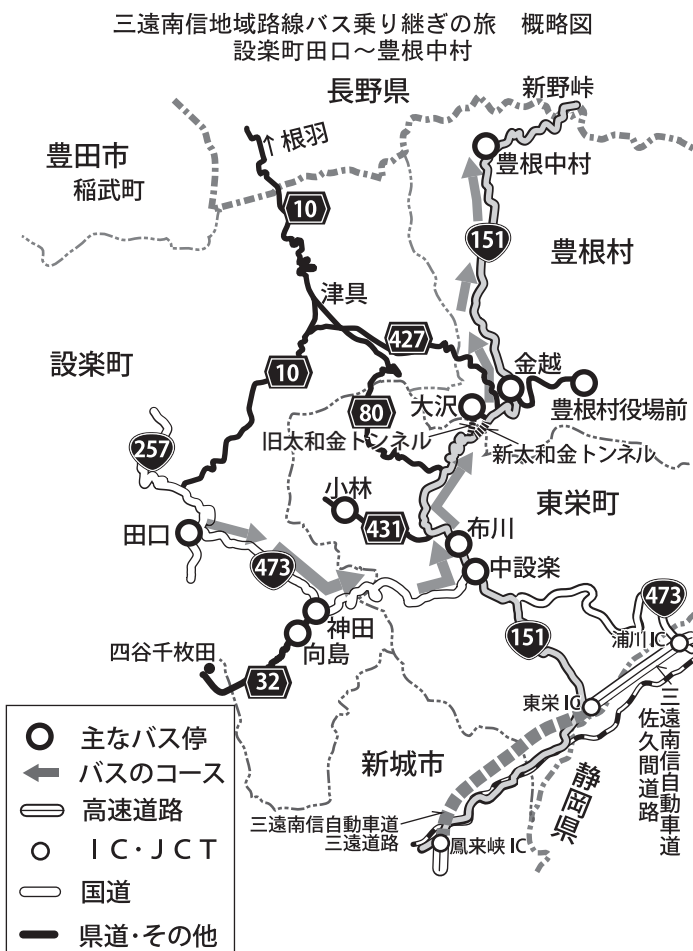 三遠南信地域路線バス乗り継ぎの旅　概略図
設楽町田口～豊根中村
長野県
新野峠
↑根羽
豊田市
稲武町
豊根中村
10
151
豊根村
津具
427
設楽町
10
金越
80
大沢
豊根村役場前
旧太和金トンネル
新太和金トンネル
257
小林
東栄町
431
布川
田口
中設楽
473
473
神田
151
浦川IC
向島
四谷千枚田
32
東栄IC
三遠南信自動車道
佐久間道路
新城市
静岡県
三遠南信自動車道
三遠道路
鳳来峡IC
主なバス停
バスのコース
高速道路
IC・JCT
国道
県道・その他